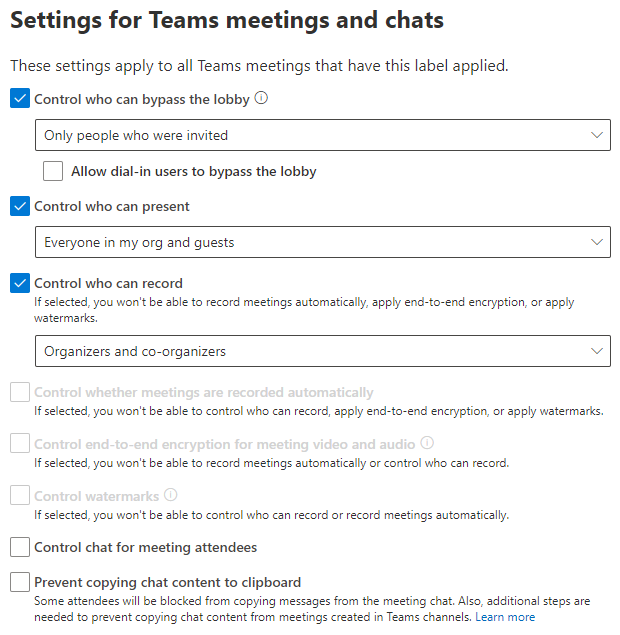 Settings for Teams meetings and chats
These settings apply to all Teams meetings that have this label applied.
Control who can bypass the lobby
Only people who were invited
Allow dial-in users to bypass the lobby
Control who can present
Everyone in my org and guests
Control who can record
If selected, you won't be able to record meetings automatically, apply end-to-end encryption, or apply
watermarks.
Organizers and co-organizers
Control whether meetings are recorded automatically
If selected, you won't be able to control who can record, apply end-to-end encryption, or apply watermarks.
Control end-to-end encryption for meeting video and audio
If selected, you won't be able to record meetings automatically or control who can record.
Control watermarks
If selected, you won't be able to control who can record or record meetings automatically.
Control chat for meeting attendees
Prevent copying chat content to clipboard
Some attendees will be blocked from copying messages from the meeting chat. Also, additional steps are
needed to prevent copying chat content from meetings created in Teams channels. Learn more